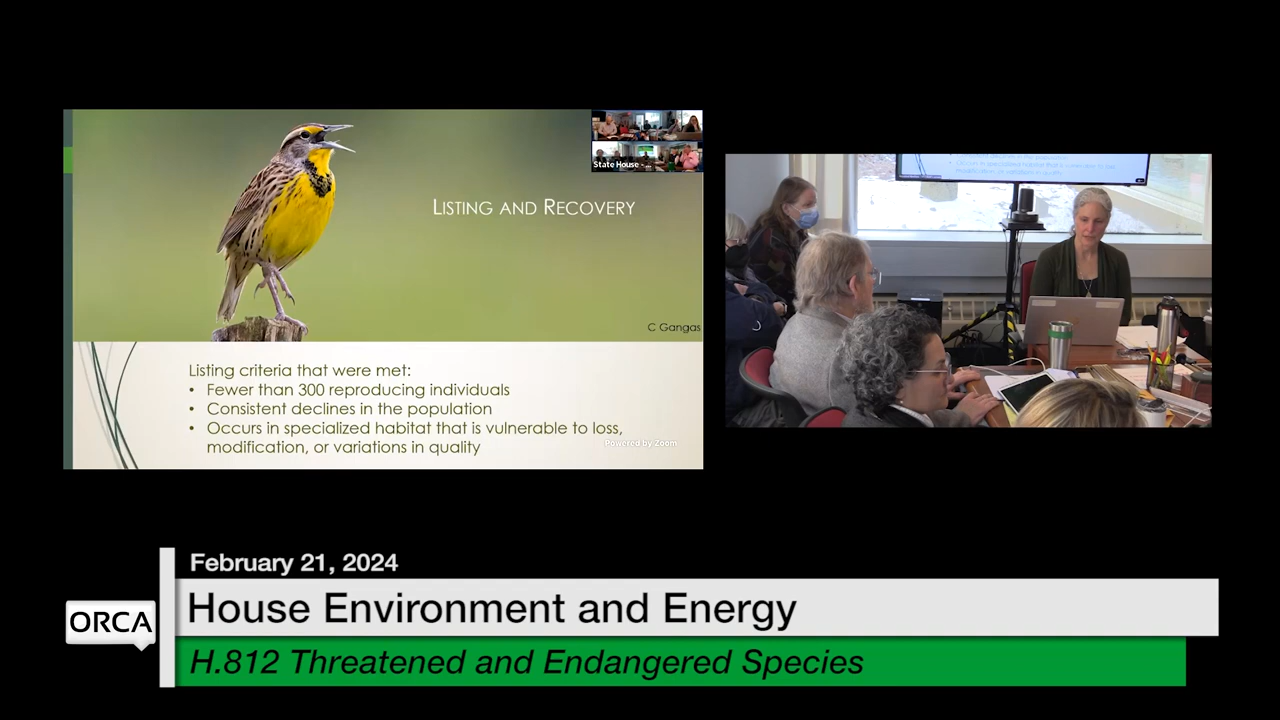 State House
LISTING AND RECOVERY
C Gangas
Listing criteria that were met:
• Fewer than 300 reproducing individuals
• Consistent declines in the population
• Occurs in specialized habitat that is vulnerable to loss,
modification, or variations in quality
Powered by Zoom
February 21, 2024
ORCA
House Environment and Energy
H.812 Threatened and Endangered Species